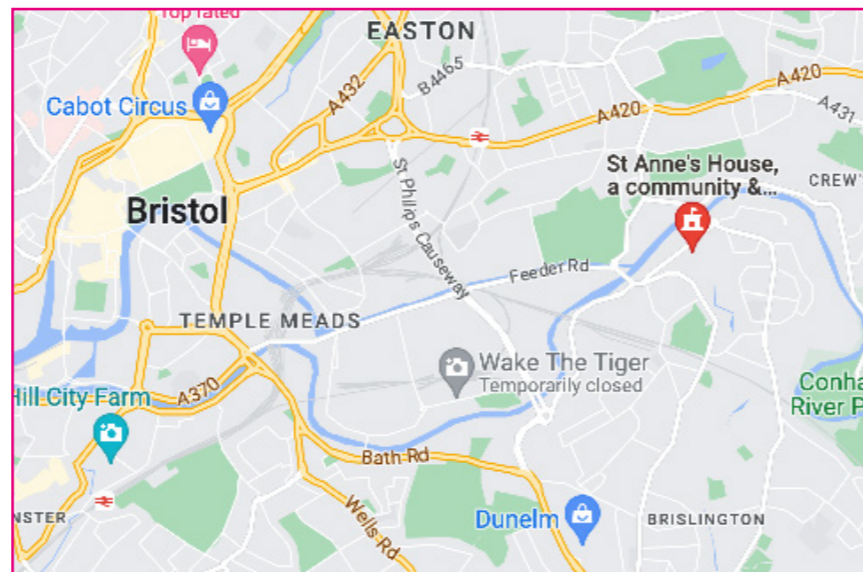 Top rated
EASTON
B4465
A432
A420
A420
A431
Cabot Circus
St Anne's House,
a community &...
CREW
Bristol
St Philips Causeway
Feeder Rd
TEMPLE MEADS
Wake The Tiger
Temporarily closed
A370
Hill City Farm
Conha
River P
Bath Rd
Wells Rd
Dunelm
NSTER
BRISLINGTON